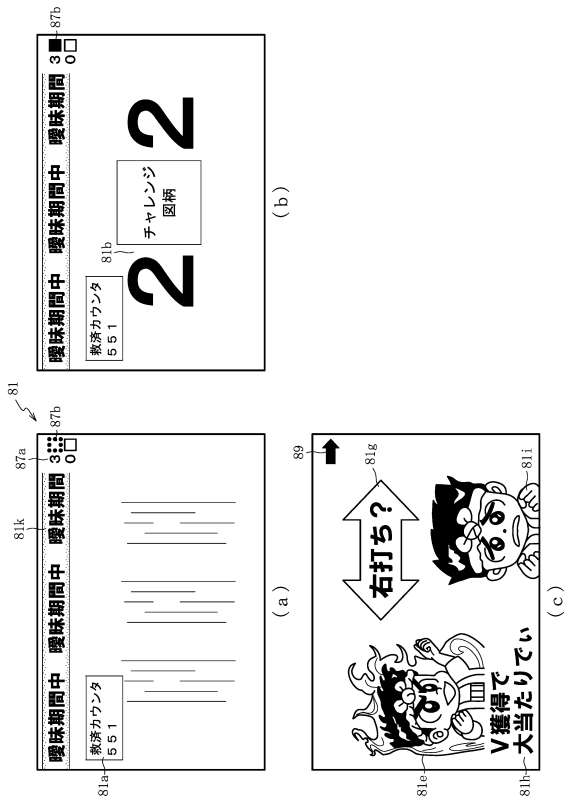 81
87a
87b
81k
曖昧期間中　曖昧期間中　曖昧期間
3
0
救済カウンタ
551
81a
(a)
87b
曖昧期間中　曖昧期間中　曖昧期間
3
0
救済カウンタ
551
81b
2
チャレンジ
図柄
2
(b)
89
81g
右打ち?
81e
81i
V獲得で
大当たりでぃ
81h
(c)